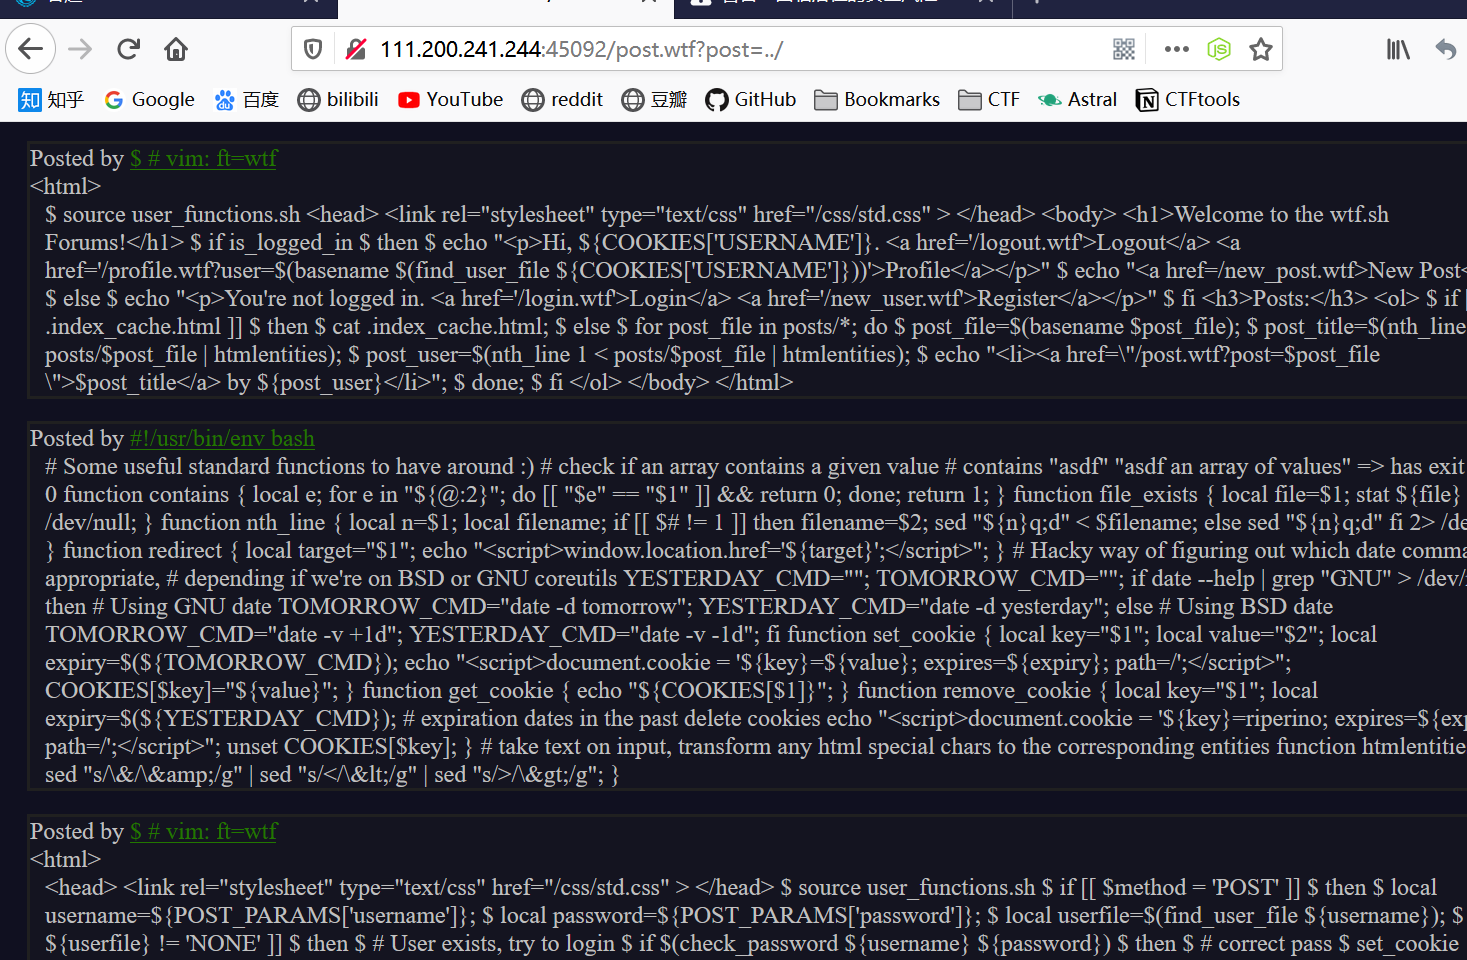 111.200.241.244:45092/post.wtf?post=../
知 知乎 Google 百度 bilibili YouTube reddit 豆瓣 GitHub Bookmarks CTF Astral CTFtools
Posted by $ # vim: ft=wtf
<html>
$ source user_functions.sh <head> <link rel="stylesheet" type="text/css" href="/css/std.css" > </head> <body> <h1>Welcome to the wtf.sh
Forums!</h1> $ if is_logged_in $ then $ echo "<p>Hi, ${COOKIES['USERNAME']}. <a href='/logout.wtf'>Logout</a> <a
href='/profile.wtf?user=$(basename $(find_user_file ${COOKIES['USERNAME']}))'>Profile</a></p>" $ echo "<a href=/new_post.wtf>New Post<
$ else $ echo "<p>You're not logged in. <a href='/login.wtf'>Login</a> <a href='/new_user.wtf'>Register</a></p>" $ fi <h3>Posts:</h3> <ol> $ if [
.index_cache.html ]] $ then $ cat .index_cache.html; $ else $ for post_file in posts/*; do $ post_file=$(basename $post_file); $ post_title=$(nth_line
posts/$post_file | htmlentities); $ post_user=$(nth_line 1 < posts/$post_file | htmlentities); $ echo "<li><a href=\"/post.wtf?post=$post_file
\">$post_title</a> by ${post_user}</li>"; $ done; $ fi </ol> </body> </html>
Posted by #!/usr/bin/env bash
# Some useful standard functions to have around :) # check if an array contains a given value # contains "asdf" "asdf an array of values" => has exit
0 function contains { local e; for e in "${@:2}"; do [[ "$e" == "$1" ]] && return 0; done; return 1; } function file_exists { local file=$1; stat ${file}
/dev/null; } function nth_line { local n=$1; local filename; if [[ $# != 1 ]] then filename=$2; sed "${n}q;d" < $filename; else sed "${n}q;d" fi 2> /de
} function redirect { local target="$1"; echo "<script>window.location.href='${target}';</script>"; } # Hacky way of figuring out which date comma
appropriate, # depending if we're on BSD or GNU coreutils YESTERDAY_CMD=""; TOMORROW_CMD=""; if date --help | grep "GNU" > /dev/
then # Using GNU date TOMORROW_CMD="date -d tomorrow"; YESTERDAY_CMD="date -d yesterday"; else # Using BSD date
TOMORROW_CMD="date -v +1d"; YESTERDAY_CMD="date -v -1d"; fi function set_cookie { local key="$1"; local value="$2"; local
expiry=$(${TOMORROW_CMD}); echo "<script>document.cookie = '${key}=${value}; expires=${expiry}; path=/';</script>";
COOKIES[$key]="${value}"; } function get_cookie { echo "${COOKIES[$1]}"; } function remove_cookie { local key="$1"; local
expiry=$(${YESTERDAY_CMD}); # expiration dates in the past delete cookies echo "<script>document.cookie = '${key}=riperino; expires=${exp
path=/';</script>"; unset COOKIES[$key]; } # take text on input, transform any html special chars to the corresponding entities function htmlentitie
sed "s/\&/\&amp;/g" | sed "s/</\&lt;/g" | sed "s/>/\&gt;/g"; }
Posted by $ # vim: ft=wtf
<html>
<head> <link rel="stylesheet" type="text/css" href="/css/std.css" > </head> $ source user_functions.sh $ if [[ $method = 'POST' ]] $ then $ local
username=${POST_PARAMS['username']}; $ local password=${POST_PARAMS['password']}; $ local userfile=$(find_user_file ${username}); $
${userfile} != 'NONE' ]] $ then $ # User exists, try to login $ if $(check_password ${username} ${password}) $ then $ # correct pass $ set_cookie